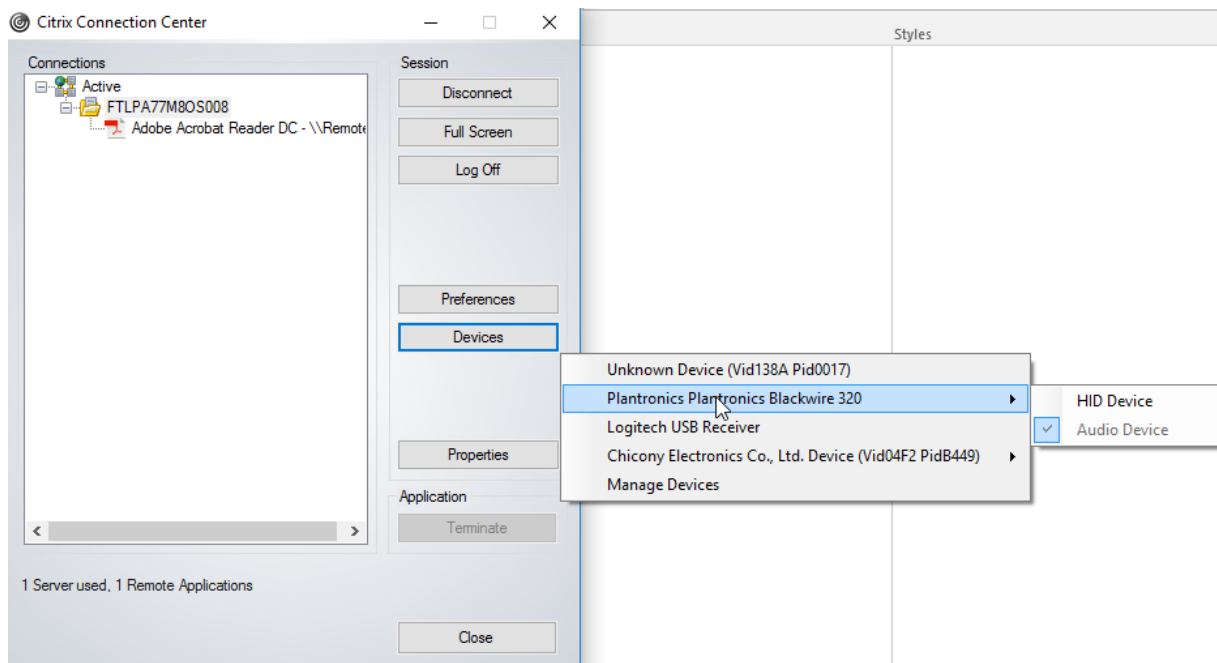 Citrix Connection Center
Styles
Connections
Active
FTLPA77M8OS008
Adobe Acrobat Reader DC - \\Remote
Session
Disconnect
Full Screen
Log Off
Preferences
Devices
Properties
Application
Terminate
Unknown Device (Vid138A Pid0017)
Plantronics Plantronics Blackwire 320
Logitech USB Receiver
Chicony Electronics Co., Ltd. Device (Vid04F2 PidB449)
Manage Devices
HID Device
Audio Device
1 Server used, 1 Remote Applications
Close